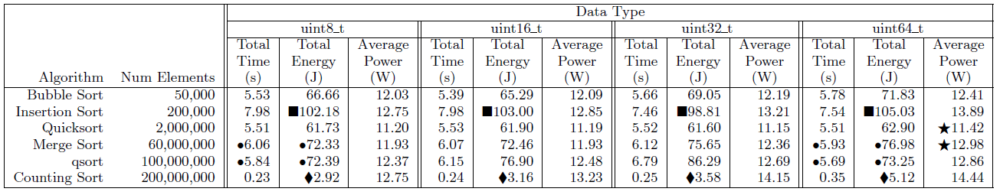 Data Type
uint8_t uint16_t uint32_t uint64_t
Total Total Average Total Total Average Total Total Average Total Total Average
Time Energy Power Time Energy Power Time Energy Power Time Energy Power
Algorithm Num Elements (s) (J) (W) (s) (J) (W) (s) (J) (W) (s) (J) (W)
Bubble Sort 50,000 5.53 66.66 12.03 5.39 65.29 12.09 5.66 69.05 12.19 5.78 71.83 12.41
Insertion Sort 200,000 7.98 ■102.18 12.75 7.98 ■103.00 12.85 7.46 ■98.81 13.21 7.54 ■105.03 13.89
Quicksort 2,000,000 5.51 61.73 11.20 5.53 61.90 11.19 5.52 61.60 11.15 5.51 62.90 ★11.42
Merge Sort 60,000,000 •6.06 •72.33 11.93 6.07 72.46 11.93 6.12 75.65 12.36 •5.93 •76.98 ★12.98
qsort 100,000,000 •5.84 •72.39 12.37 6.15 76.90 12.48 6.79 86.29 12.69 •5.69 •73.25 12.86
Counting Sort 200,000,000 0.23 ♦2.92 12.75 0.24 ♦3.16 13.23 0.25 ♦3.58 14.15 0.35 ♦5.12 14.44